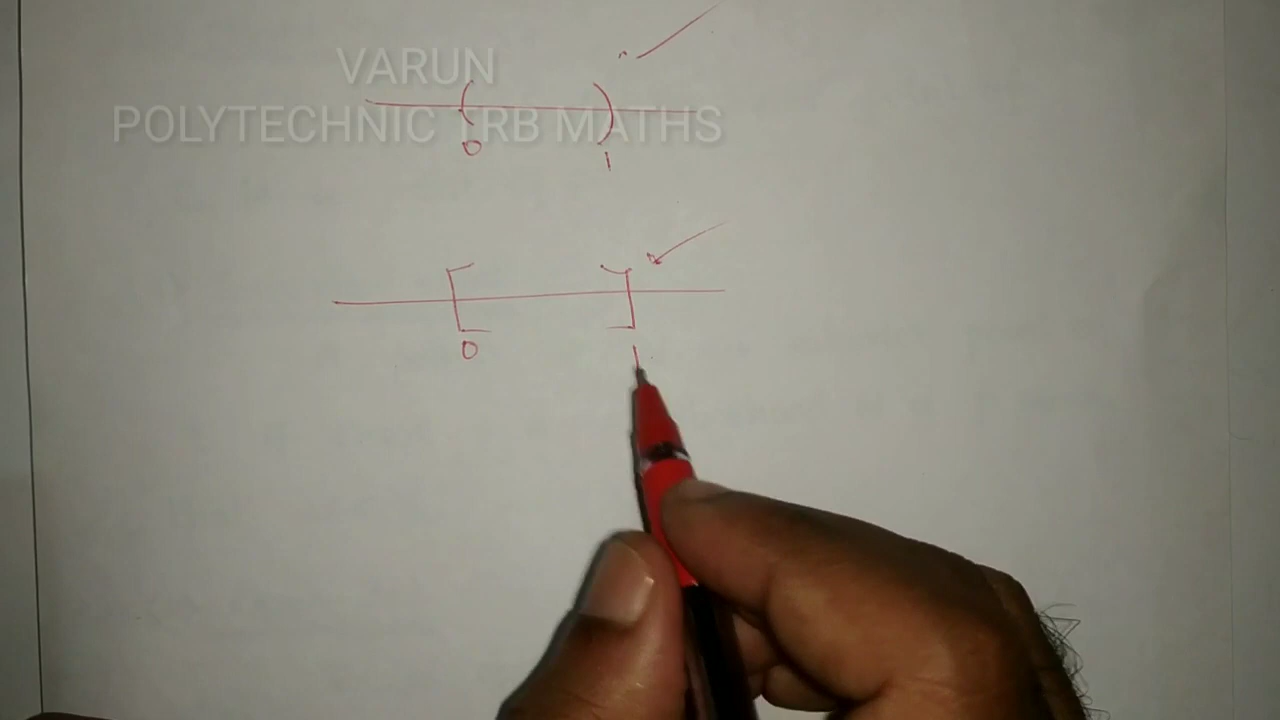 VARUN
POLYTECHNIC TRB MATHS
( )
0 1
[ ]
0 1